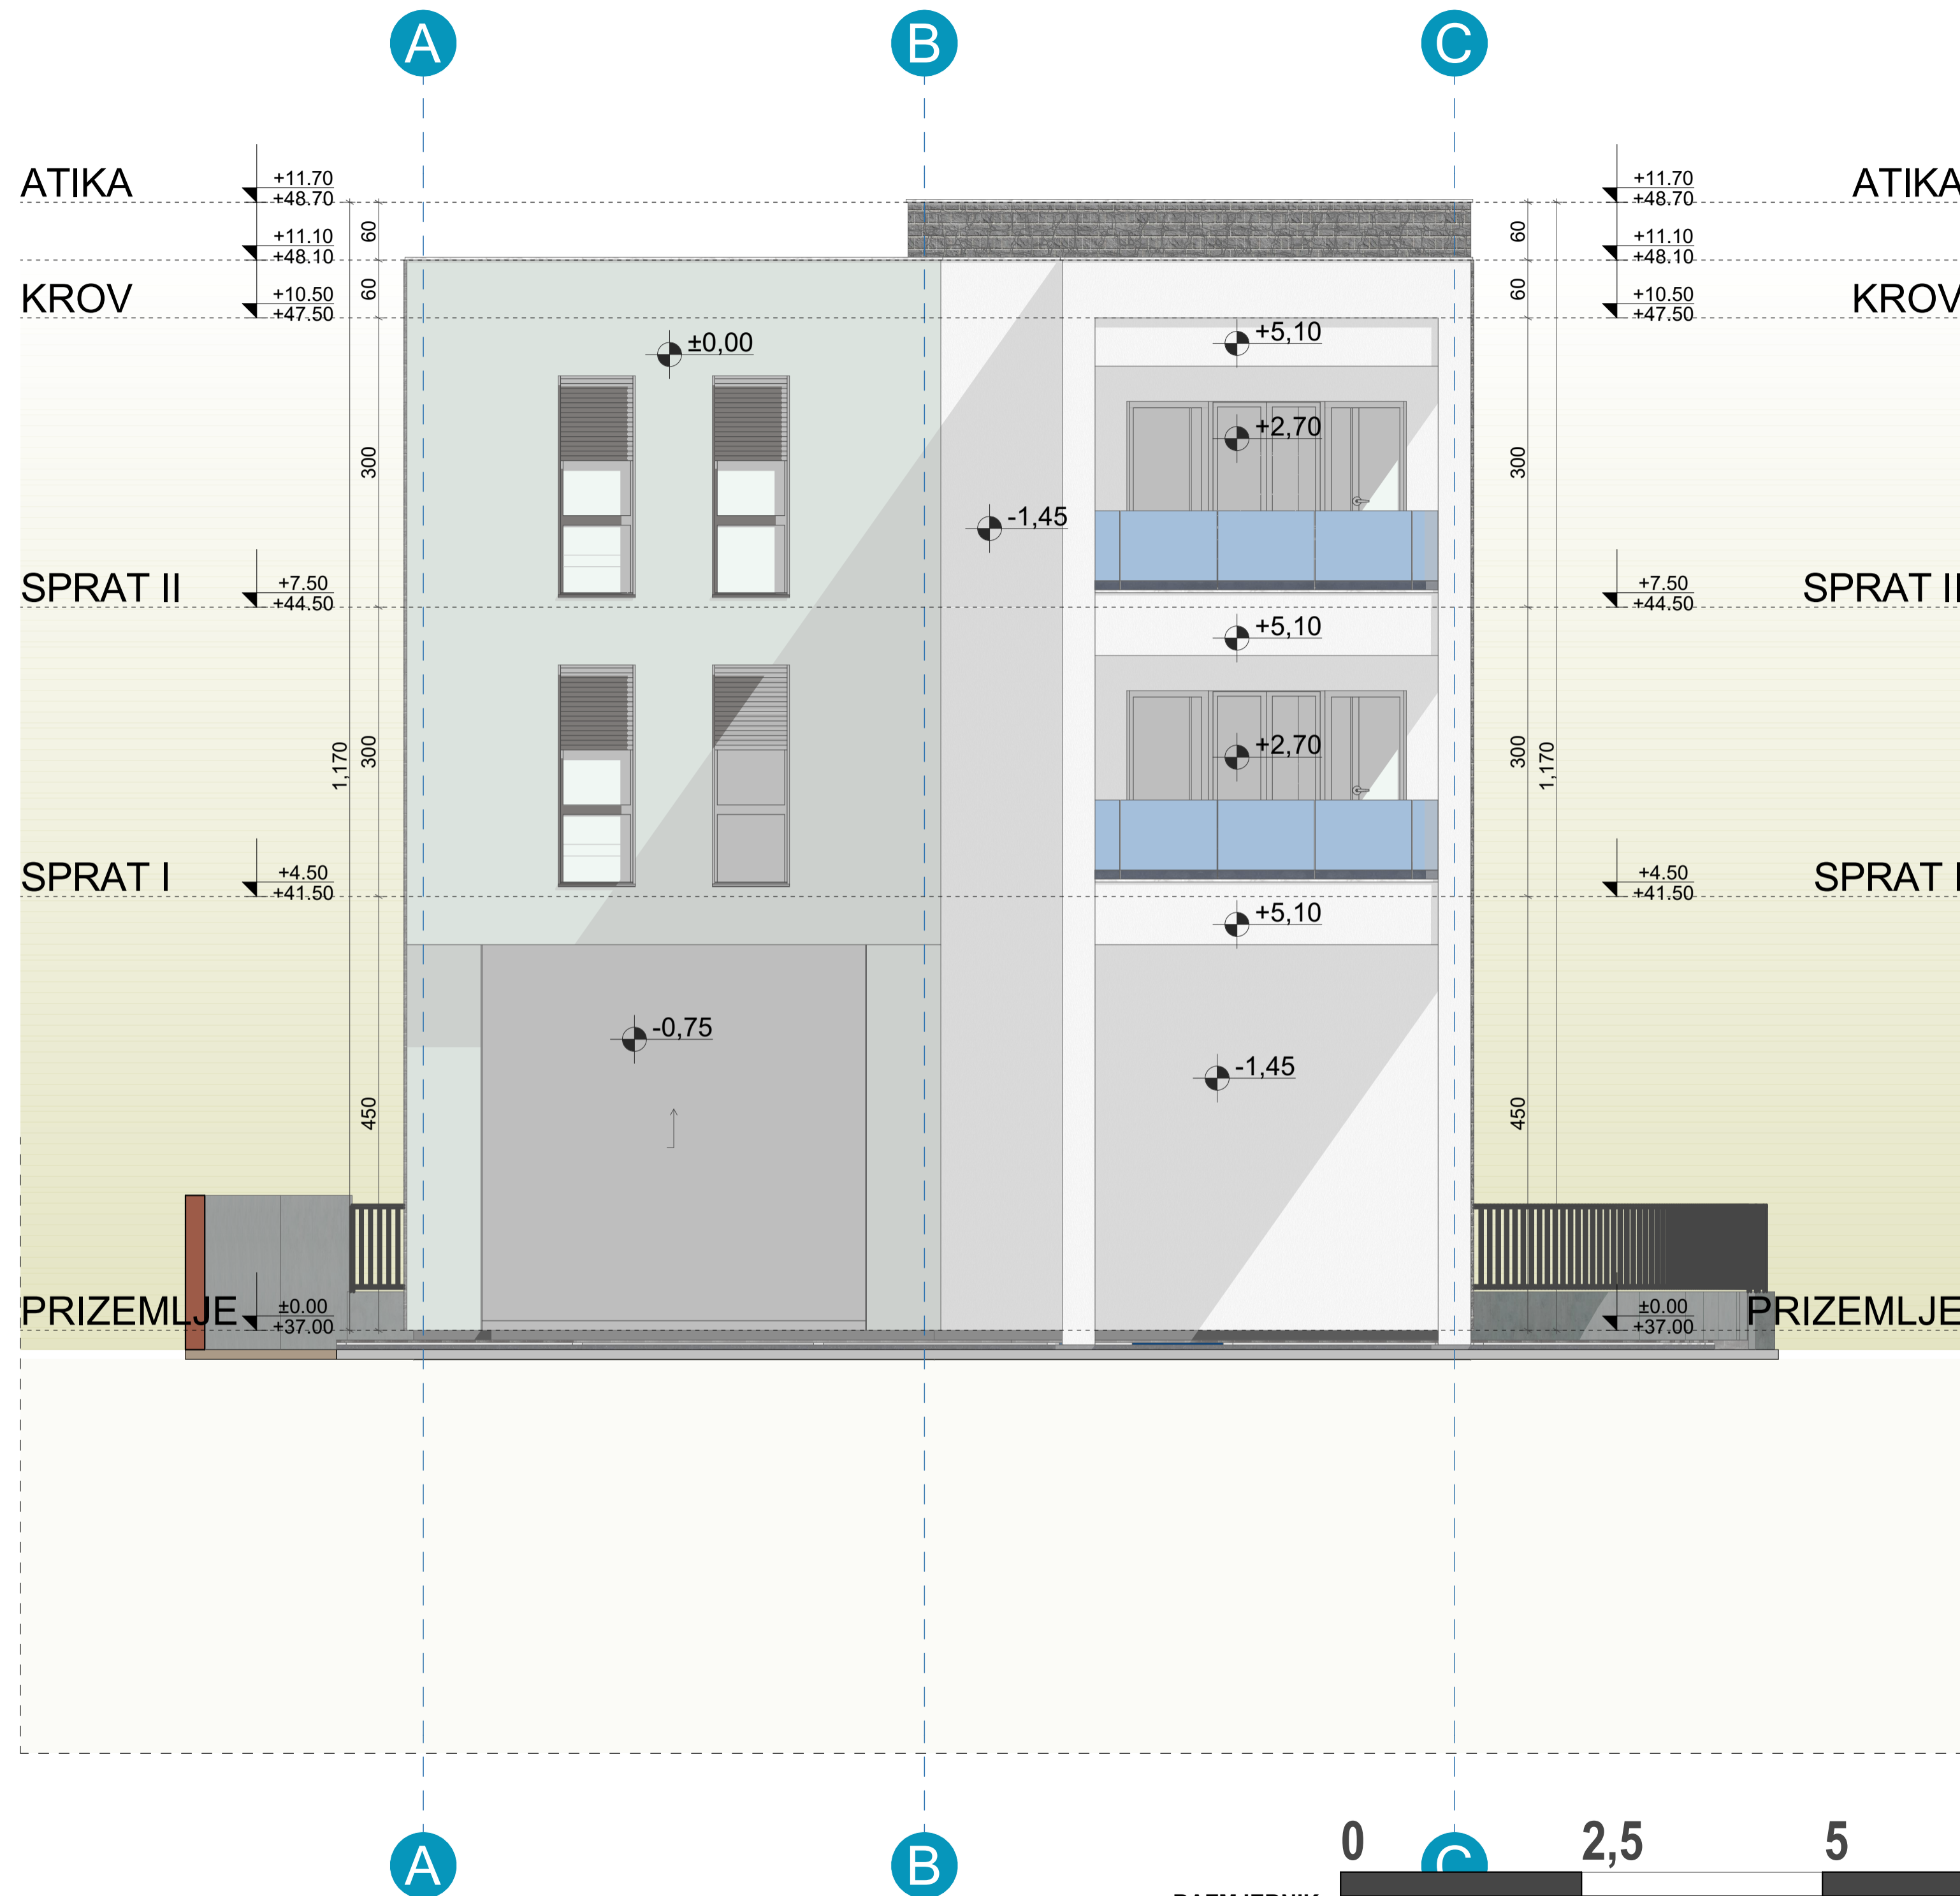 A B C
ATIKA +11.70 +11.70 ATIKA
+48.70 +48.70
60 60
+11.10 +11.10
+48.10 +48.10
KROV +10.50 60 60 +10.50 KROV
+47.50 +47.50
±0,00 +5,10
300 +2,70 300
-1,45
SPRAT II +7.50 +7.50 SPRAT II
+44.50 +44.50
+5,10
1,170 300 +2,70 300 1,170
SPRAT I +4.50 +4.50 SPRAT I
+41.50 +41.50
+5,10
-0,75
450 -1,45 450
PRIZEMLJE ±0.00 ±0.00 PRIZEMLJE
+37.00 +37.00
0 2,5 5
A B C